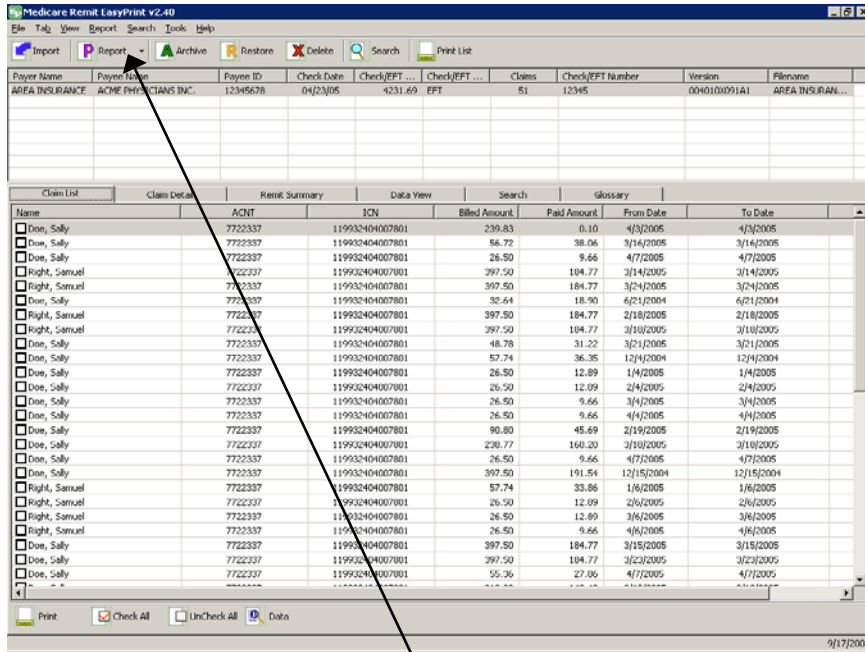 Medicare Remit EasyPrint v2.40
File Tab View Report Search Tools Help
Import Report Archive Restore Delete Search Print List
Payer Name Payee Name Payee ID Check Date Check/EFT ... Check/EFT ... Claims Check/EFT Number Version Filename
AREA INSURANCE ACME PHYSICIANS INC. 12345678 04/23/05 4231.69 EFT 51 12345 004010X091A1 AREA INSURAN...
Claim List Claim Detail Remit Summary Data View Search Glossary
Name ACNT ICN Billed Amount Paid Amount From Date To Date
Doe, Sally 7722337 119932404007801 239.83 0.10 4/3/2005 4/3/2005
Doe, Sally 7722337 119932404007801 56.72 38.06 3/16/2005 3/16/2005
Doe, Sally 7722337 119932404007801 26.50 9.66 4/7/2005 4/7/2005
Right, Samuel 7722337 119932404007801 397.50 184.77 3/14/2005 3/14/2005
Right, Samuel 7722337 119932404007801 397.50 184.77 3/24/2005 3/24/2005
Doe, Sally 7722337 119932404007801 32.64 18.90 6/21/2004 6/21/2004
Right, Samuel 7722337 119932404007801 397.50 184.77 2/18/2005 2/18/2005
Right, Samuel 7722337 119932404007801 397.50 184.77 3/18/2005 3/18/2005
Doe, Sally 7722337 119932404007801 48.78 31.22 3/21/2005 3/21/2005
Doe, Sally 7722337 119932404007801 57.74 36.35 12/4/2004 12/4/2004
Doe, Sally 7722337 119932404007801 26.50 12.89 1/4/2005 1/4/2005
Doe, Sally 7722337 119932404007801 26.50 12.89 2/4/2005 2/4/2005
Doe, Sally 7722337 119932404007801 26.50 9.66 3/4/2005 3/4/2005
Doe, Sally 7722337 119932404007801 26.50 9.66 4/4/2005 4/4/2005
Doe, Sally 7722337 119932404007801 90.80 45.69 2/19/2005 2/19/2005
Doe, Sally 7722337 119932404007801 238.77 160.20 3/18/2005 3/18/2005
Doe, Sally 7722337 119932404007801 26.50 9.66 4/7/2005 4/7/2005
Doe, Sally 7722337 119932404007801 397.50 191.54 12/15/2004 12/15/2004
Right, Samuel 7722337 119932404007801 57.74 33.86 1/6/2005 1/6/2005
Right, Samuel 7722337 119932404007801 26.50 12.89 2/6/2005 2/6/2005
Right, Samuel 7722337 119932404007801 26.50 12.89 3/6/2005 3/6/2005
Right, Samuel 7722337 119932404007801 26.50 9.66 4/6/2005 4/6/2005
Doe, Sally 7722337 119932404007801 397.50 184.77 3/15/2005 3/15/2005
Doe, Sally 7722337 119932404007801 397.50 184.77 3/23/2005 3/23/2005
Doe, Sally 7722337 119932404007801 55.36 27.86 4/7/2005 4/7/2005
Print Check All UnCheck All Data
9/17/200